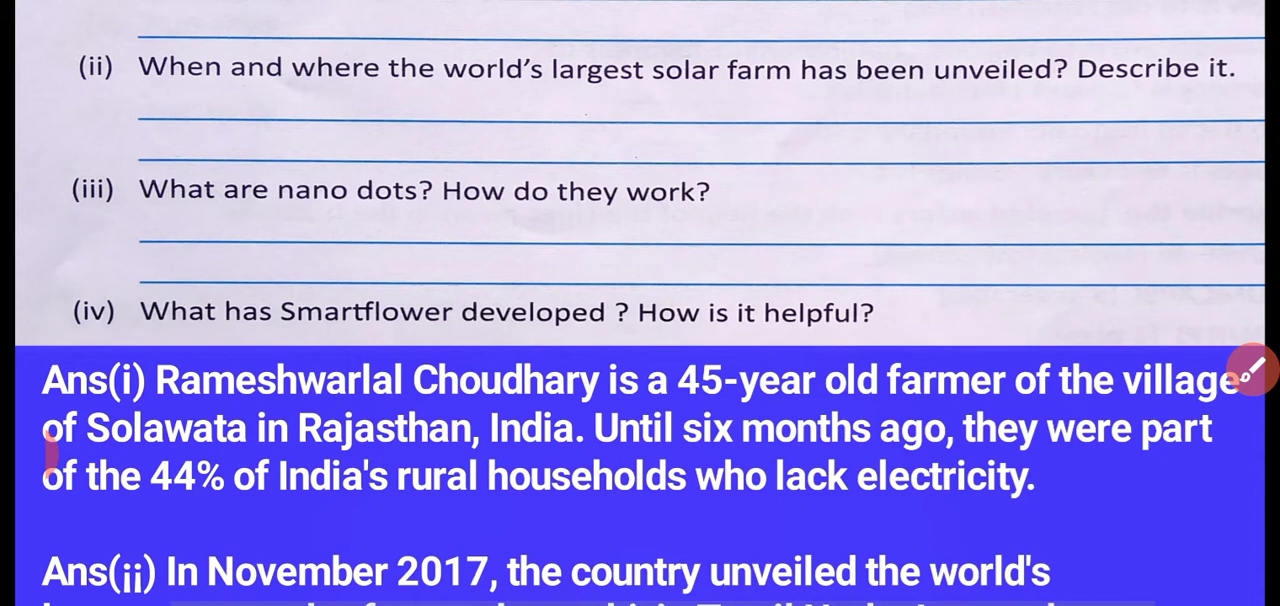 (ii) When and where the world's largest solar farm has been unveiled? Describe it.
(iii) What are nano dots? How do they work?
(iv) What has Smartflower developed ? How is it helpful?
Ans(i) Rameshwarlal Choudhary is a 45-year old farmer of the village
of Solawata in Rajasthan, India. Until six months ago, they were part
of the 44% of India's rural households who lack electricity.
Ans(ii) In November 2017, the country unveiled the world's